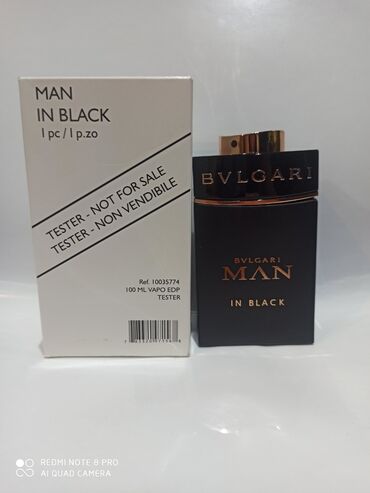 MAN
IN BLACK
1 pc / 1 p.zo
TESTER - NOT FOR SALE
TESTER - NON VENDIBILE
Ref. 10035774
100 ML VAPO EDP
TESTER
BVLGARI
BVLGARI
MAN
IN BLACK
REDMI NOTE 8 PRO
AI QUAD CAMERA